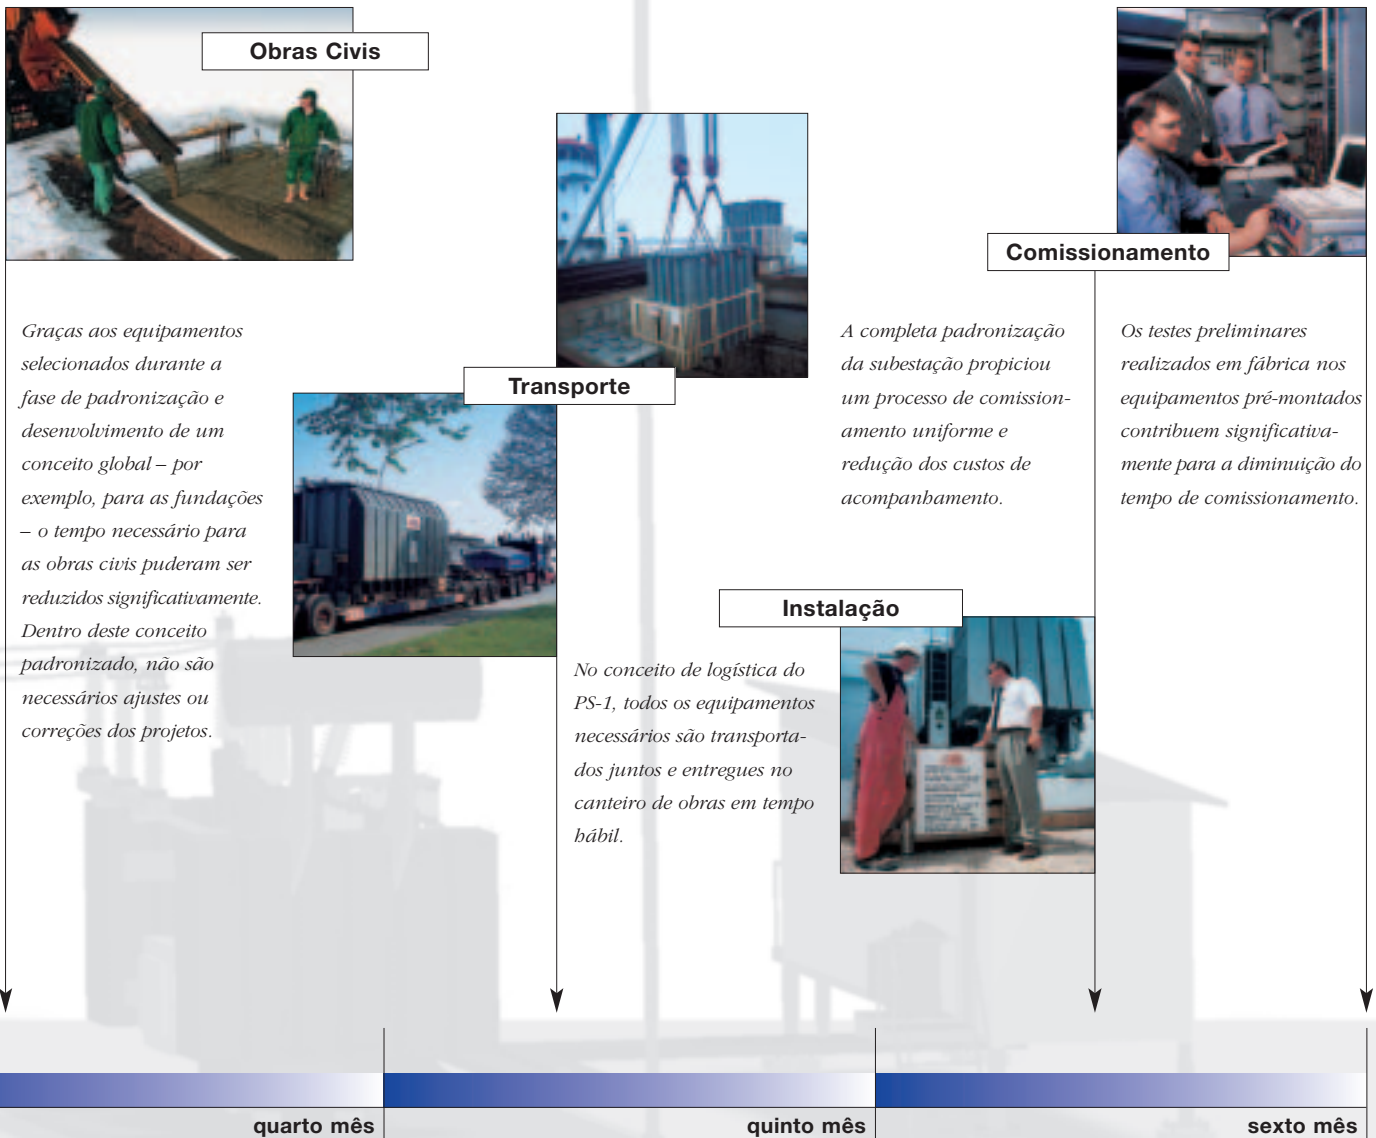 Obras Civis
Graças aos equipamentos
selecionados durante a
fase de padronização e
desenvolvimento de um
conceito global – por
exemplo, para as fundações
– o tempo necessário para
as obras civis puderam ser
reduzidos significativamente.
Dentro deste conceito
padronizado, não são
necessários ajustes ou
correções dos projetos.
Transporte
No conceito de logística do
PS-1, todos os equipamentos
necessários são transporta-
dos juntos e entregues no
canteiro de obras em tempo
hábil.
Instalação
A completa padronização
da subestação propiciou
um processo de comission-
amento uniforme e
redução dos custos de
acompanhamento.
Comissionamento
Os testes preliminares
realizados em fábrica nos
equipamentos pré-montados
contribuem significativa-
mente para a diminuição do
tempo de comissionamento.
quarto mês
quinto mês
sexto mês